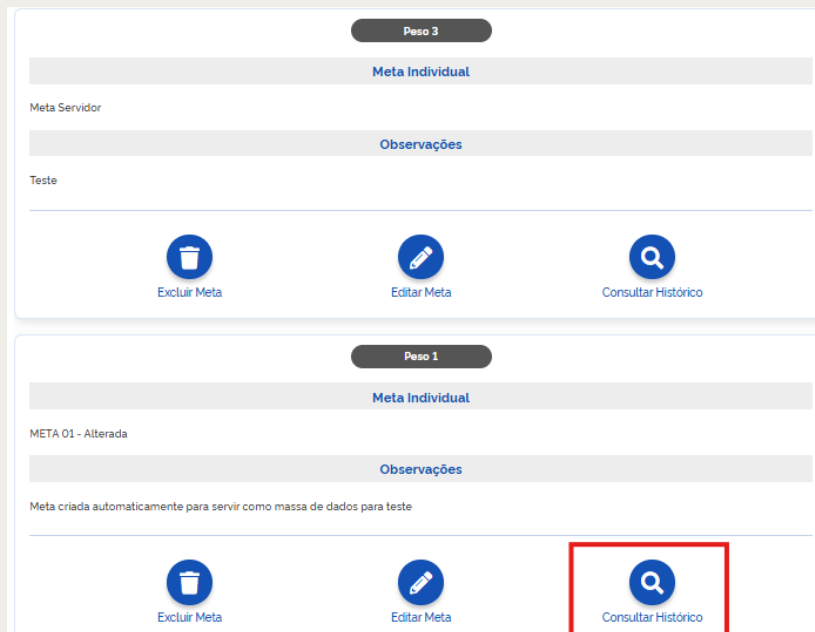 Peso 3
Meta Individual
Meta Servidor
Observações
Teste
Excluir Meta Editar Meta Consultar Histórico
Peso 1
Meta Individual
META 01 - Alterada
Observações
Meta criada automaticamente para servir como massa de dados para teste
Excluir Meta Editar Meta Consultar Histórico